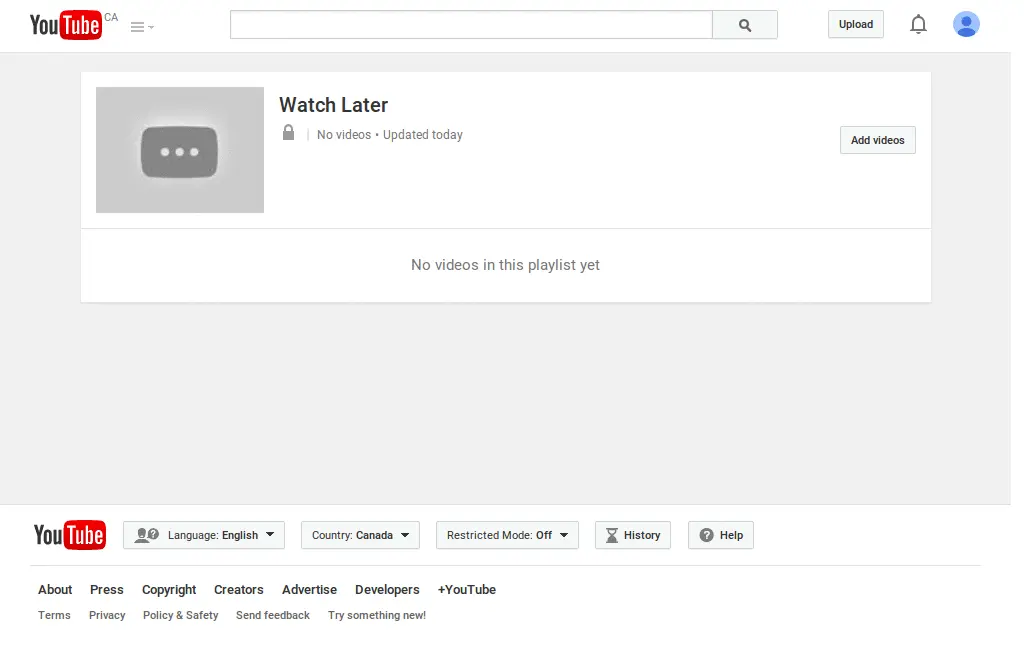 YouTube CA
Upload
Watch Later
No videos • Updated today
Add videos
No videos in this playlist yet
YouTube
Language: English
Country: Canada
Restricted Mode: Off
History
Help
About Press Copyright Creators Advertise Developers +YouTube
Terms Privacy Policy & Safety Send feedback Try something new!